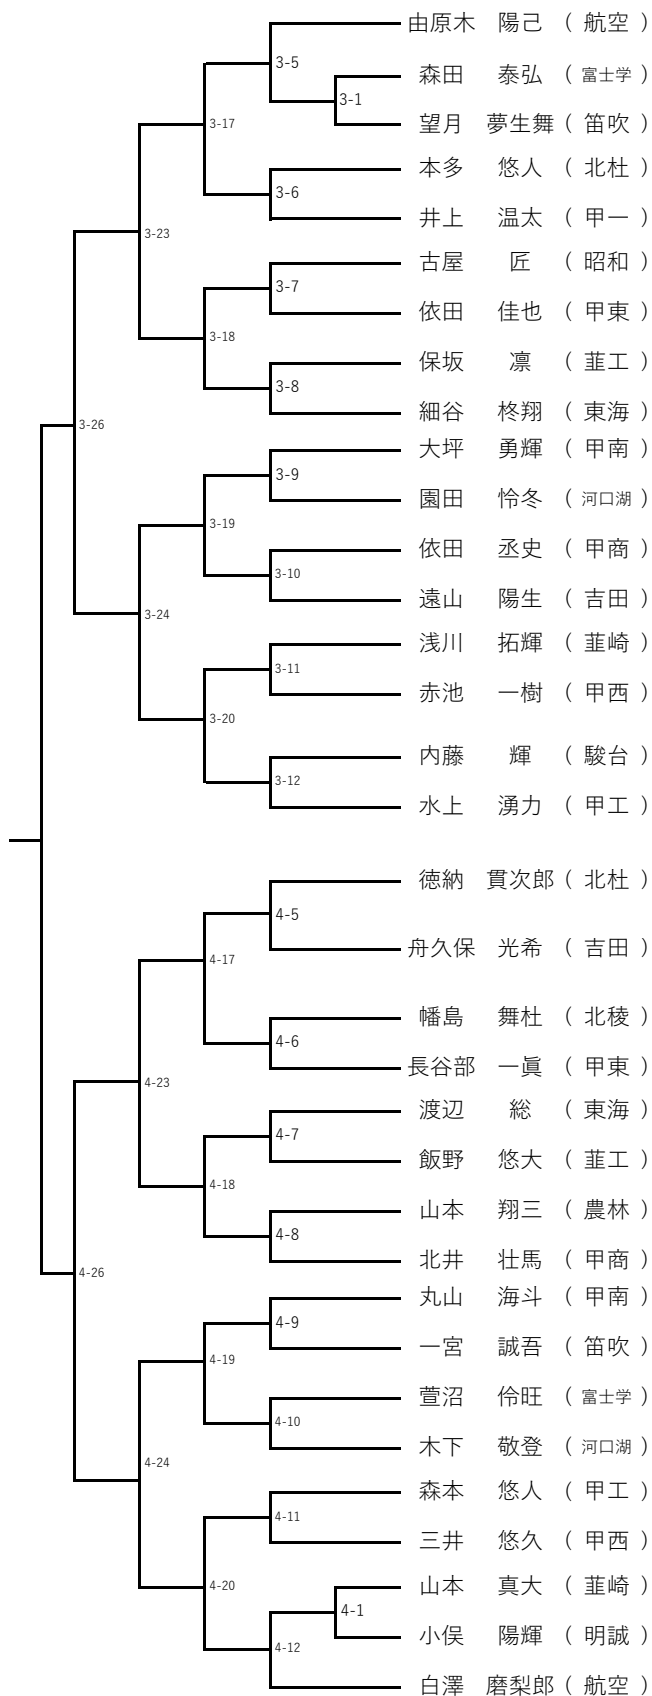 由原木 陽己 ( 航空 )
3-5
森田 泰弘 ( 富士学 )
3-1
3-17
望月 夢生舞 ( 笛吹 )
本多 悠人 ( 北杜 )
3-6
井上 温太 ( 甲一 )
3-23
古屋 匠 ( 昭和 )
3-7
依田 佳也 ( 甲東 )
3-18
保坂 凛 ( 韮工 )
3-8
細谷 柊翔 ( 東海 )
3-26
大坪 勇輝 ( 甲南 )
3-9
園田 怜冬 ( 河口湖 )
3-19
依田 丞史 ( 甲商 )
3-10
遠山 陽生 ( 吉田 )
3-24
浅川 拓輝 ( 韮崎 )
3-11
赤池 一樹 ( 甲西 )
3-20
内藤 輝 ( 駿台 )
3-12
水上 湧力 ( 甲工 )
徳納 貫次郎 ( 北杜 )
4-5
舟久保 光希 ( 吉田 )
4-17
幡島 舞杜 ( 北稜 )
4-6
長谷部 一眞 ( 甲東 )
4-23
渡辺 総 ( 東海 )
4-7
飯野 悠大 ( 韮工 )
4-18
山本 翔三 ( 農林 )
4-8
北井 壮馬 ( 甲商 )
4-26
丸山 海斗 ( 甲南 )
4-9
一宮 誠吾 ( 笛吹 )
4-19
萱沼 伶旺 ( 富士学 )
4-10
木下 敬登 ( 河口湖 )
4-24
森本 悠人 ( 甲工 )
4-11
三井 悠久 ( 甲西 )
4-20
山本 真大 ( 韮崎 )
4-1
小俣 陽輝 ( 明誠 )
4-12
白澤 磨梨郎 ( 航空 )